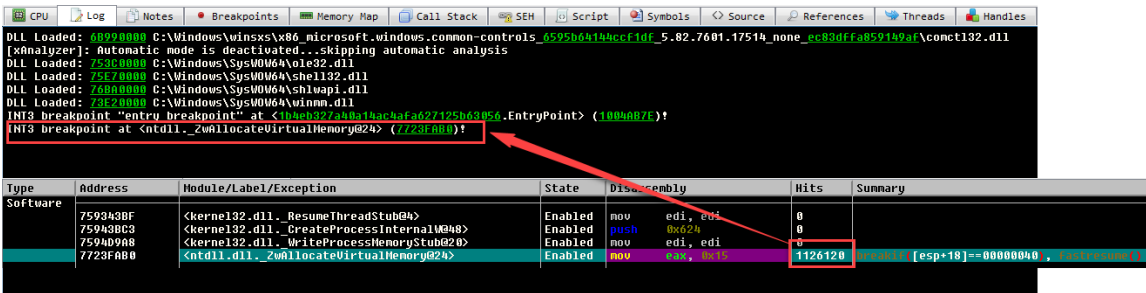 CPU Log Notes Breakpoints Memory Map Call Stack SEH Script Symbols Source References Threads Handles
DLL Loaded: 6B990000 C:\Windows\winsxs\x86_microsoft.windows.common-controls_6595b64144ccf1df_5.82.7601.17514_none_ec83dffa859149af\comctl32.dll
[xAnalyzer]: Automatic mode is deactivated...skipping automatic analysis
DLL Loaded: 753C0000 C:\Windows\SysWOW64\ole32.dll
DLL Loaded: 75E70000 C:\Windows\SysWOW64\shell32.dll
DLL Loaded: 76BA0000 C:\Windows\SysWOW64\shlwapi.dll
DLL Loaded: 73E20000 C:\Windows\SysWOW64\winmm.dll
INT3 breakpoint "entry breakpoint" at <1b4eb327a40a14ac4afa627125b63056.EntryPoint> (1004AB7E)!
INT3 breakpoint at <ntdll._ZwAllocateVirtualMemory@24> (7723FAB0)!
Type Address Module/Label/Exception State Disassembly Hits Summary
Software
759343BF <kernel32.dll._ResumeThreadStub@4> Enabled mov edi, edi 0
75943BC3 <kernel32.dll._CreateProcessInternalW@48> Enabled push 0x624 0
7594D9A8 <kernel32.dll._WriteProcessMemoryStub@20> Enabled mov edi, edi 0
7723FAB0 <ntdll.dll._ZwAllocateVirtualMemory@24> Enabled mov eax, 0x15 1126120 breakif([esp+18]==00000040), fastresume()